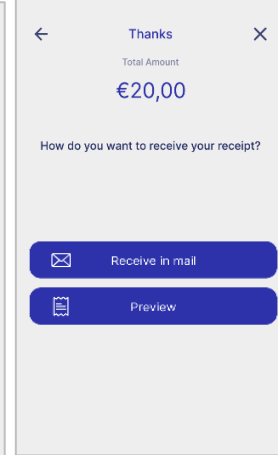 Thanks
Total Amount
€20,00
How do you want to receive your receipt?
Receive in mail
Preview